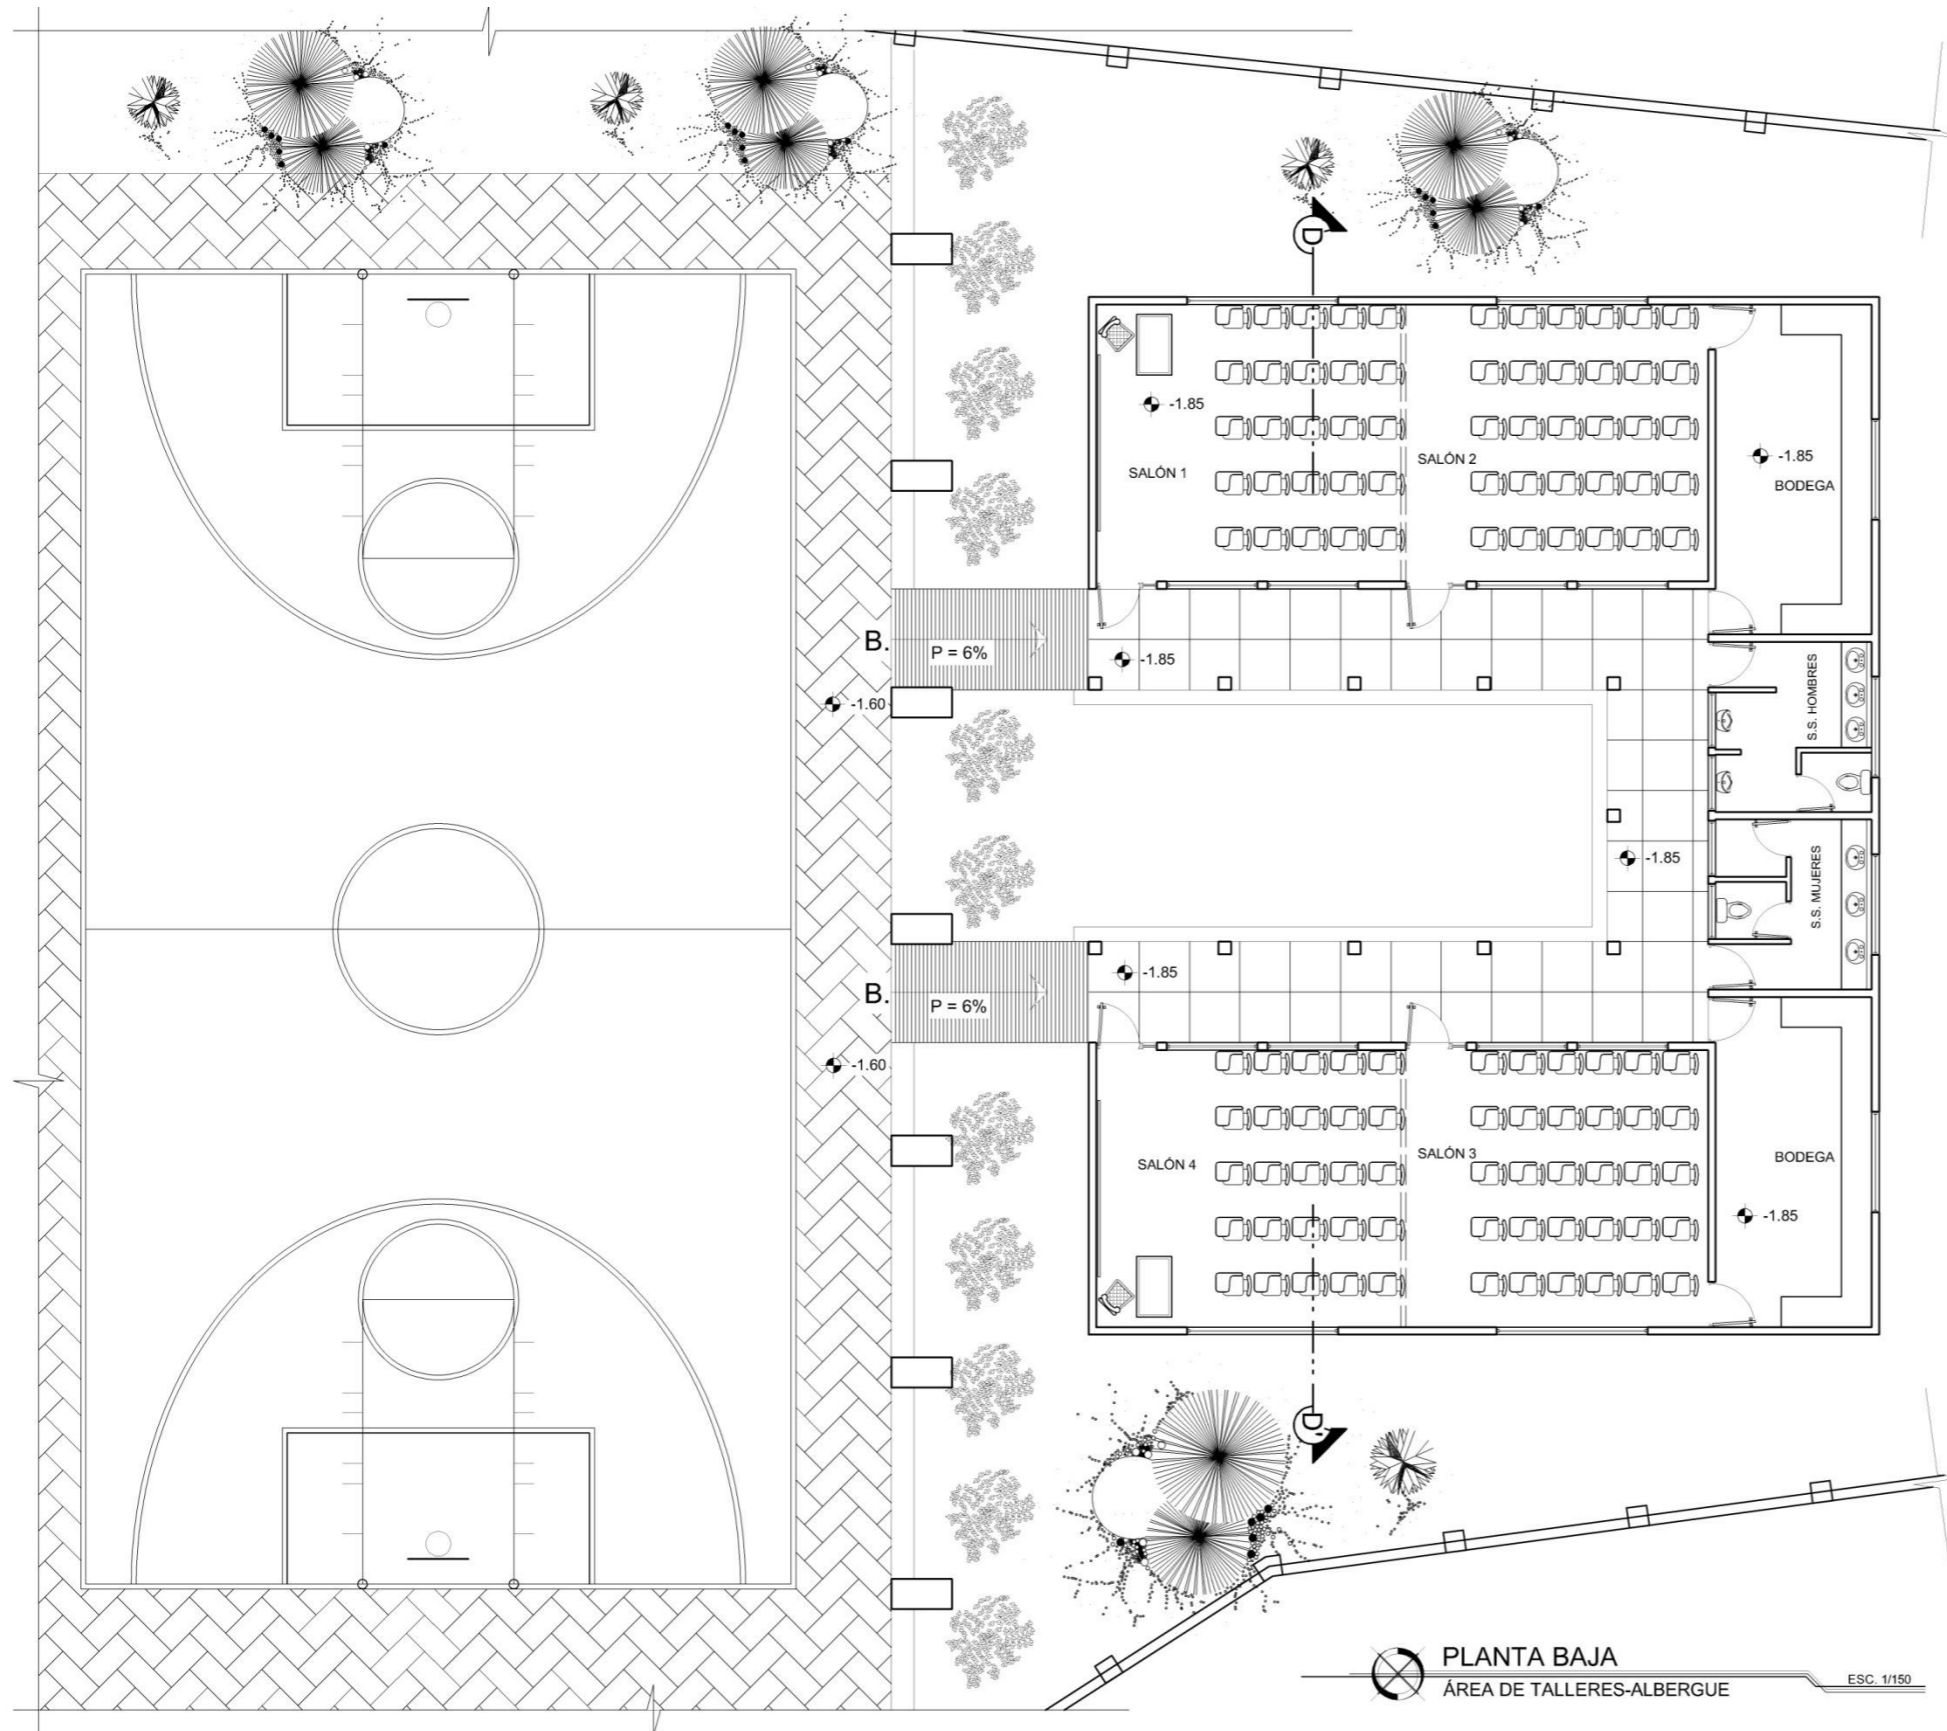 D
-1.85
SALÓN 1
SALÓN 2
-1.85
BODEGA
B.
P = 6%
-1.85
-1.60
S.S. HOMBRES
-1.85
S.S. MUJERES
-1.85
B.
P = 6%
-1.60
SALÓN 4
SALÓN 3
BODEGA
-1.85
D
PLANTA BAJA
ÁREA DE TALLERES-ALBERGUE
ESC. 1/150